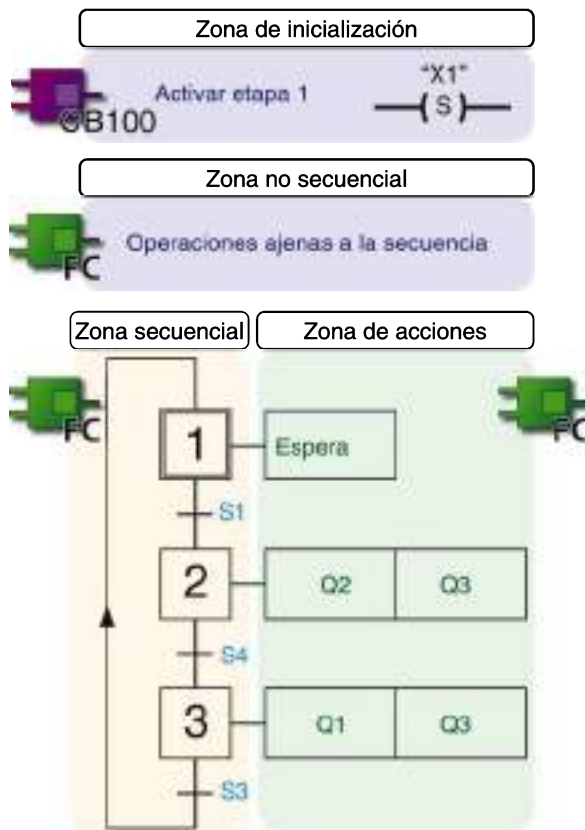 Zona de inicialización
Activar etapa 1
"X1"
( S )
OB100
Zona no secuencial
Operaciones ajenas a la secuencia
FC
Zona secuencial
Zona de acciones
FC
FC
1
Espera
S1
2
Q2
Q3
S4
3
Q1
Q3
S3